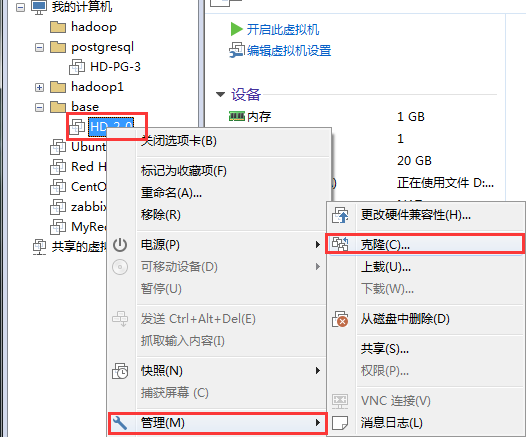 我的计算机
hadoop
postgresql
HD-PG-3
hadoop1
base
HD-2-0
Ubunt
Red H
CentO
zabbix
MyRed
共享的虚拟
开启此虚拟机
编辑虚拟机设置
设备
内存 1 GB
1
20 GB
正在使用文件 D:...
关闭选项卡(B)
标记为收藏项(F)
重命名(A)...
移除(R)
电源(P)
可移动设备(D)
暂停(U)
发送 Ctrl+Alt+Del(E)
抓取输入内容(I)
快照(N)
捕获屏幕 (C)
管理(M)
更改硬件兼容性(H)...
克隆(C)...
上载(U)...
下载(W)...
从磁盘中删除(D)
共享(S)...
权限(P)...
VNC 连接(V)
消息日志(L)